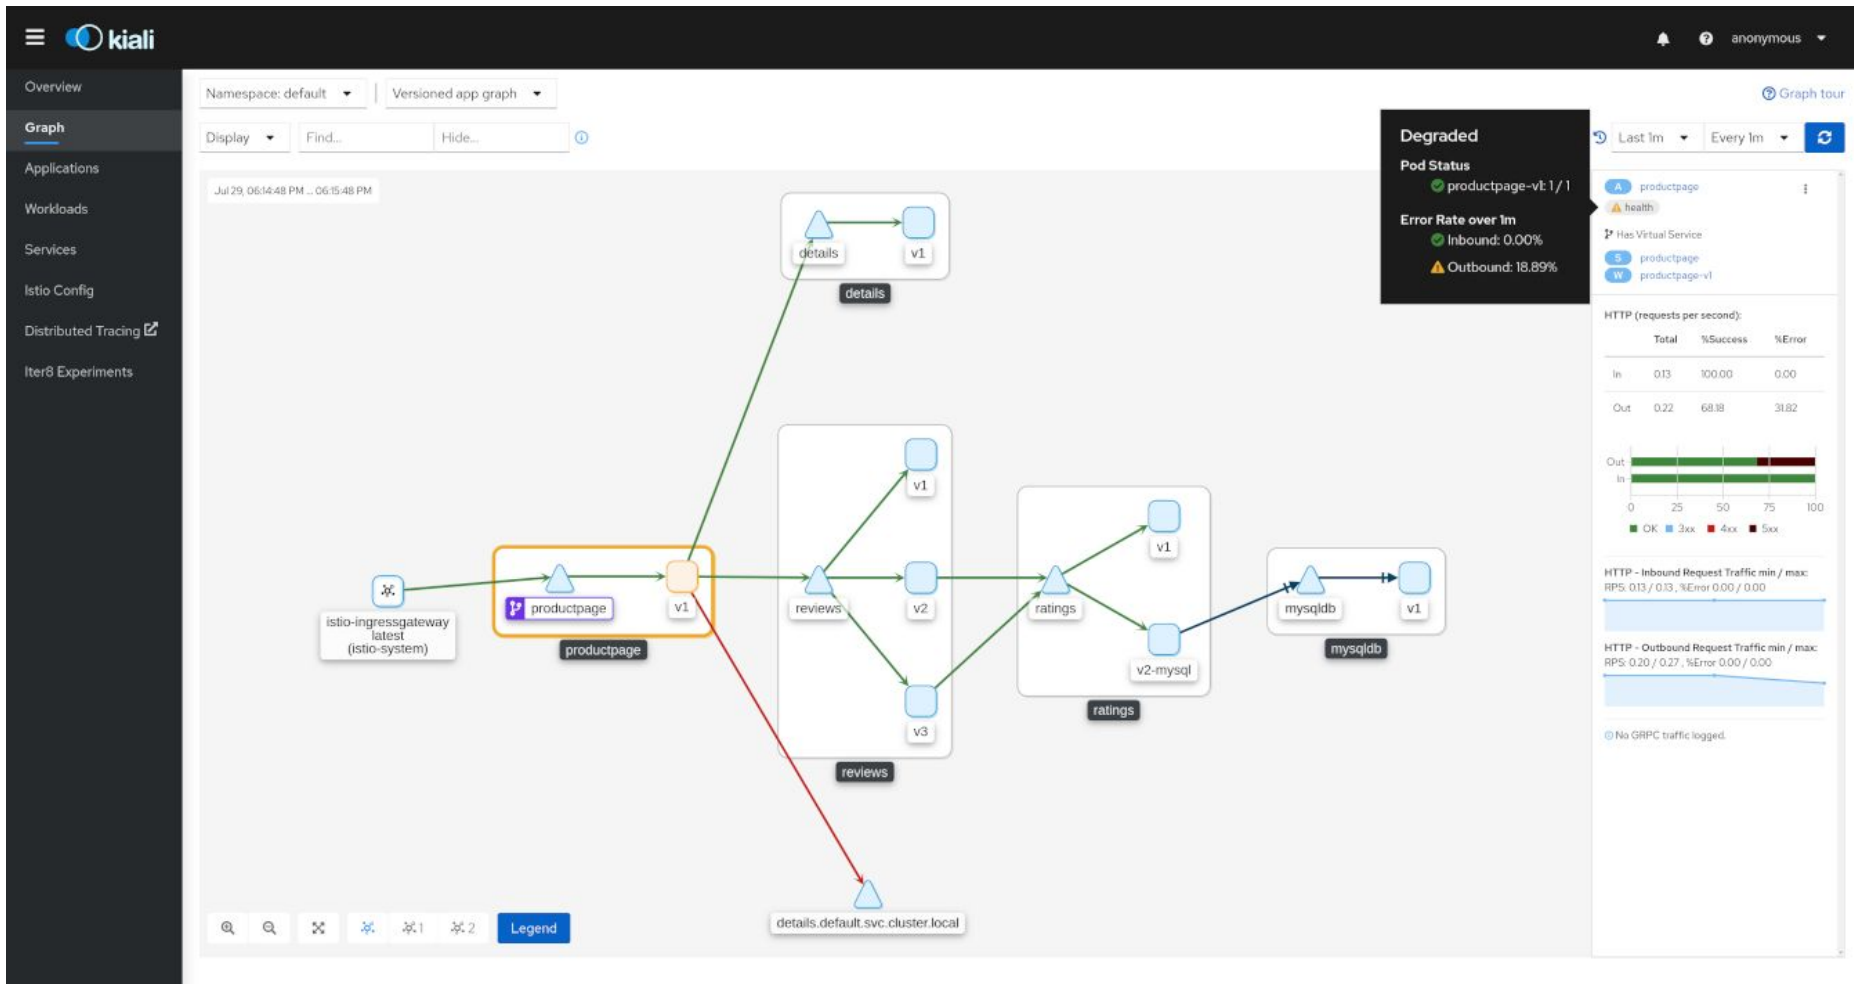 kiali
anonymous
Overview
Graph
Applications
Workloads
Services
Istio Config
Distributed Tracing
Iter8 Experiments
Namespace: default
Versioned app graph
Graph tour
Display
Find...
Hide...
Last 1m
Every 1m
Jul 29, 06:14:48 PM ... 06:15:48 PM
Degraded
Pod Status
productpage-v1: 1 / 1
Error Rate over 1m
Inbound: 0.00%
Outbound: 18.89%
details
v1
details
v1
reviews
v2
v3
reviews
istio-ingressgateway
latest
(istio-system)
productpage
v1
productpage
v1
ratings
v2-mysql
ratings
mysqldb
v1
mysqldb
details.default.svc.cluster.local
1
2
Legend
A productpage
health
Has Virtual Service
S productpage
W productpage-v1
HTTP (requests per second):
Total %Success %Error
In 0.13 100.00 0.00
Out 0.22 68.18 31.82
Out
In
0 25 50 75 100
OK 3xx 4xx 5xx
HTTP - Inbound Request Traffic min / max:
RPS: 0.13 / 0.13 , %Error 0.00 / 0.00
HTTP - Outbound Request Traffic min / max:
RPS: 0.20 / 0.27 , %Error 0.00 / 0.00
No GRPC traffic logged.